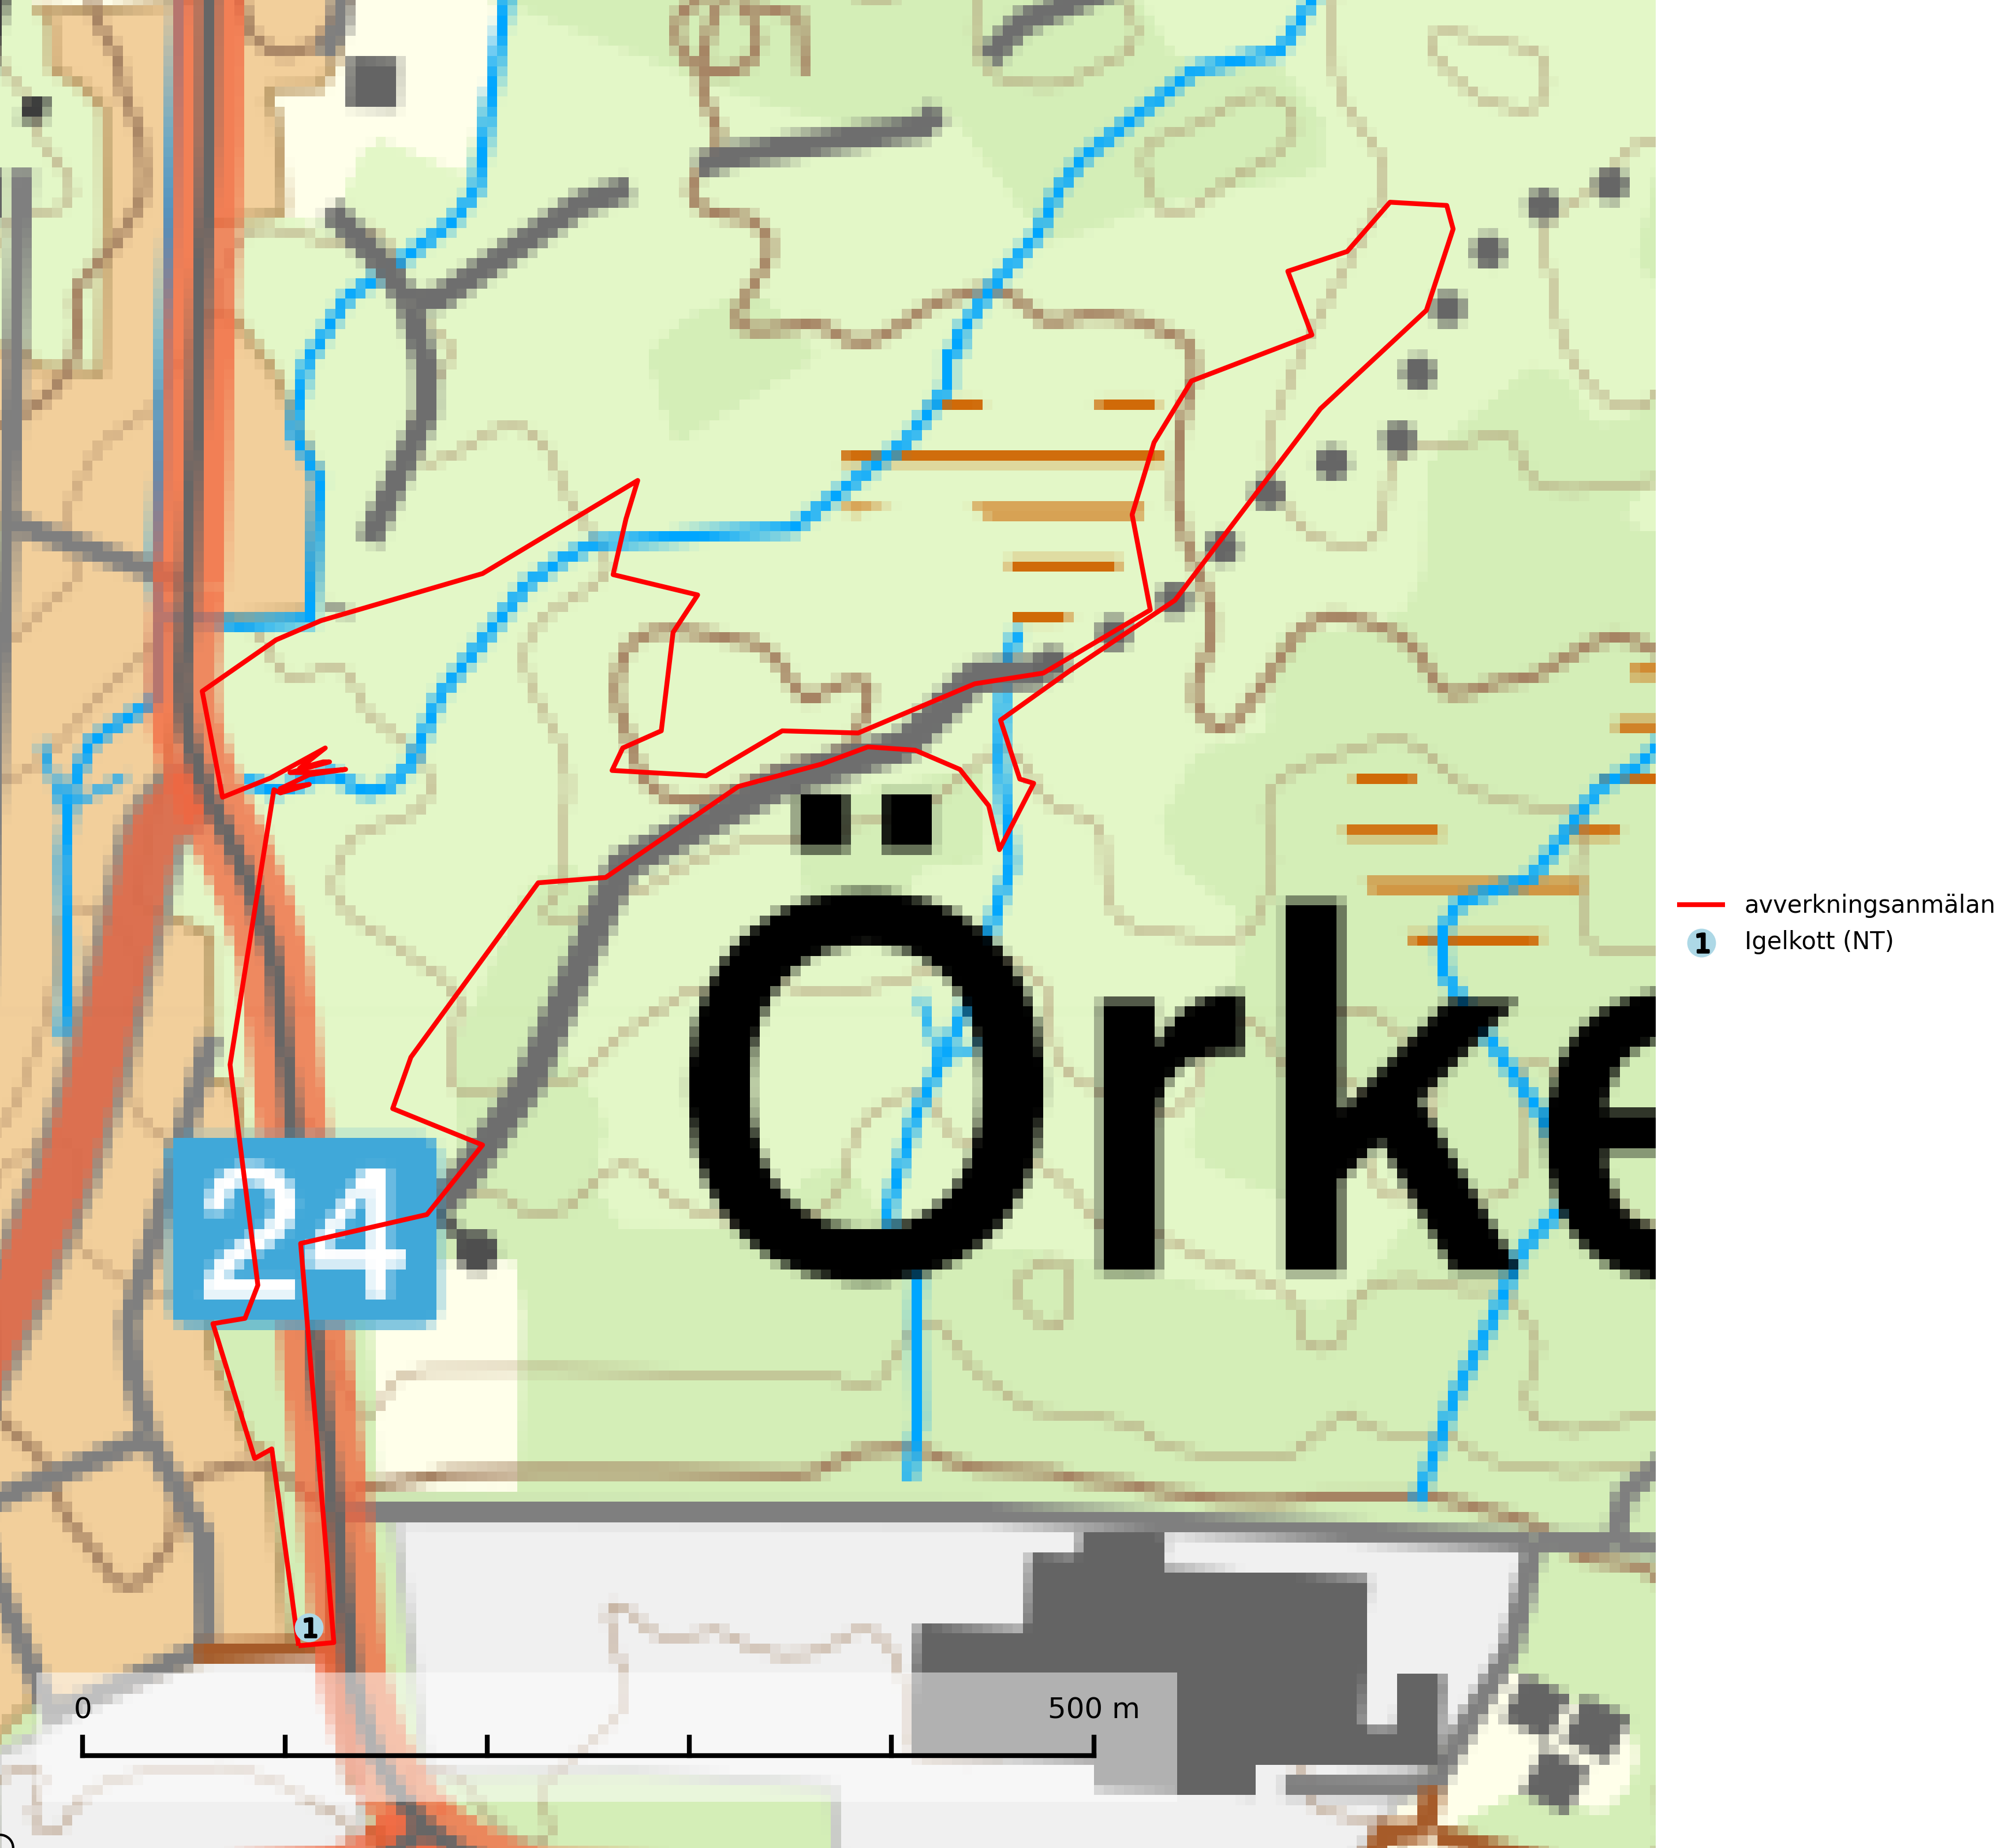 24
Örke
1
0
500 m
avverkningsanmälan
1 Igelkott (NT)